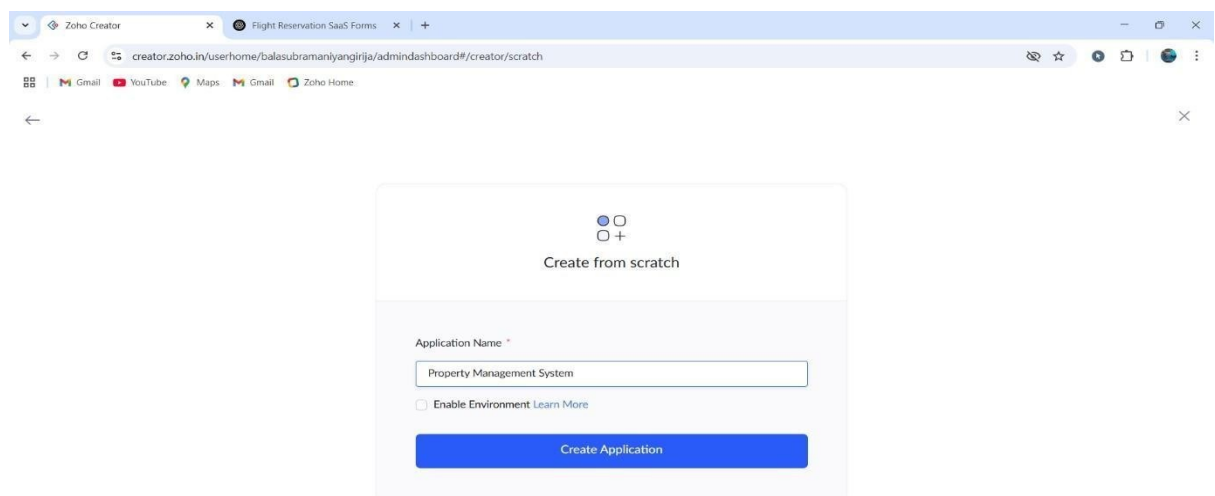 Zoho Creator
Flight Reservation SaaS Forms
creator.zoho.in/userhome/balasubramaniyangirija/admindashboard#/creator/scratch
Gmail YouTube Maps Gmail Zoho Home
Create from scratch
Application Name *
Property Management System
Enable Environment Learn More
Create Application